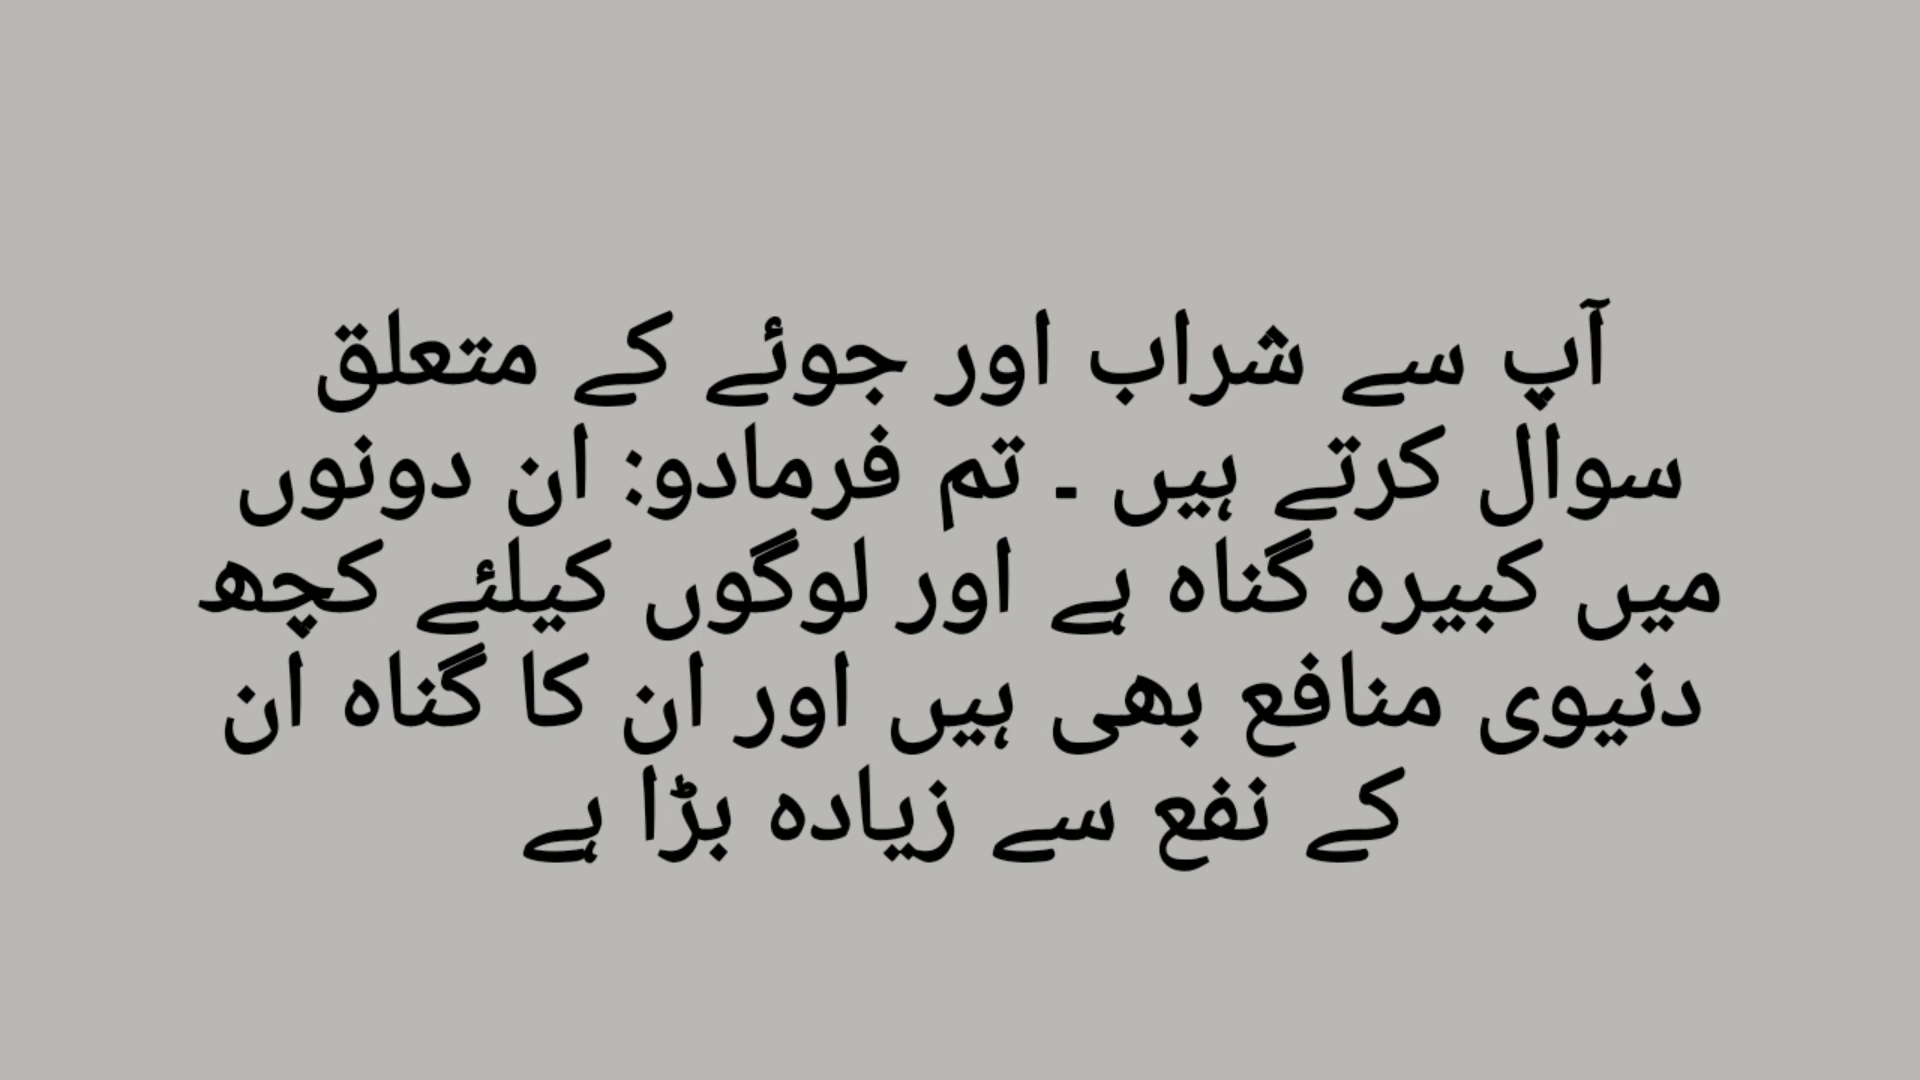 آپ سے شراب اور جوئے کے متعلق
سوال کرتے ہیں ۔ تم فرمادو: ان دونوں
میں کبیرہ گناہ ہے اور لوگوں کیلئے کچھ
دنیوی منافع بھی ہیں اور ان کا گناہ ان
کے نفع سے زیادہ بڑا ہے